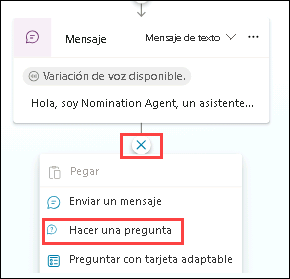 Mensaje
Mensaje de texto
Variación de voz disponible.
Hola, soy Nomination Agent, un asistente...
Pegar
Enviar un mensaje
Hacer una pregunta
Preguntar con tarjeta adaptable